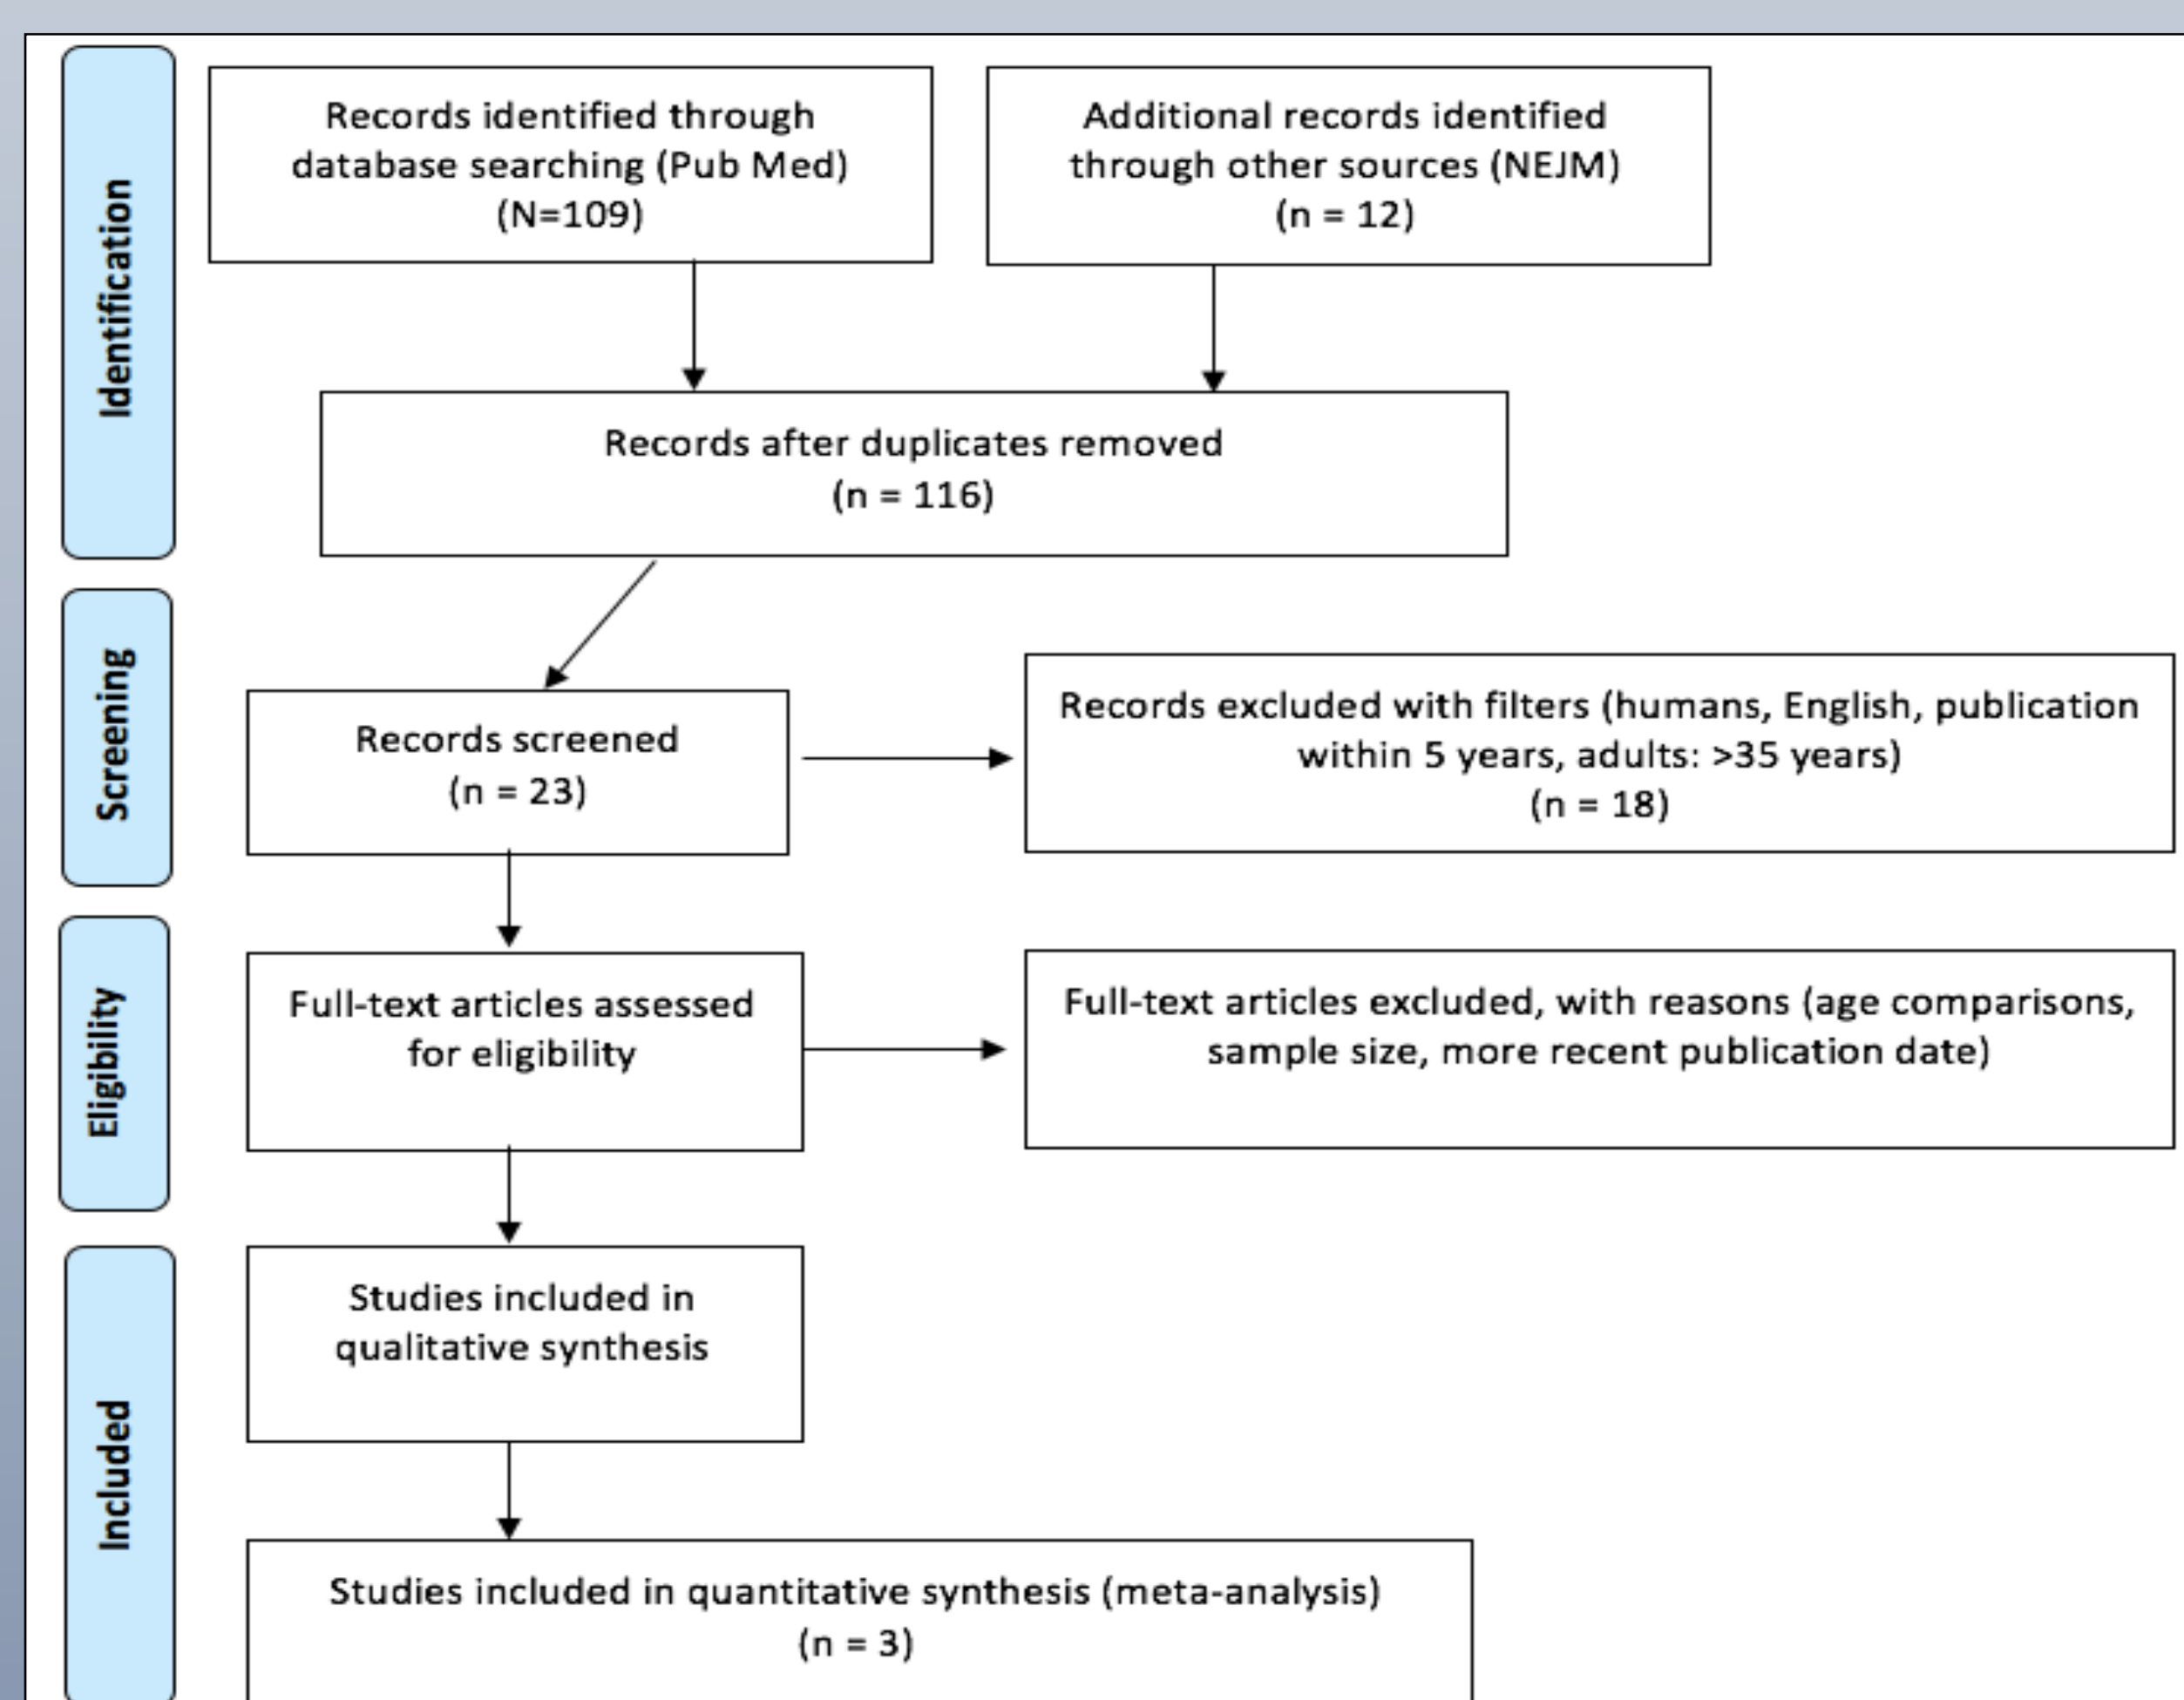 Identification
Records identified through
database searching (Pub Med)
(N=109)
Additional records identified
through other sources (NEJM)
(n = 12)
Records after duplicates removed
(n = 116)
Screening
Records screened
(n = 23)
Records excluded with filters (humans, English, publication
within 5 years, adults: >35 years)
(n = 18)
Eligibility
Full-text articles assessed
for eligibility
Full-text articles excluded, with reasons (age comparisons,
sample size, more recent publication date)
Included
Studies included in
qualitative synthesis
Studies included in quantitative synthesis (meta-analysis)
(n = 3)